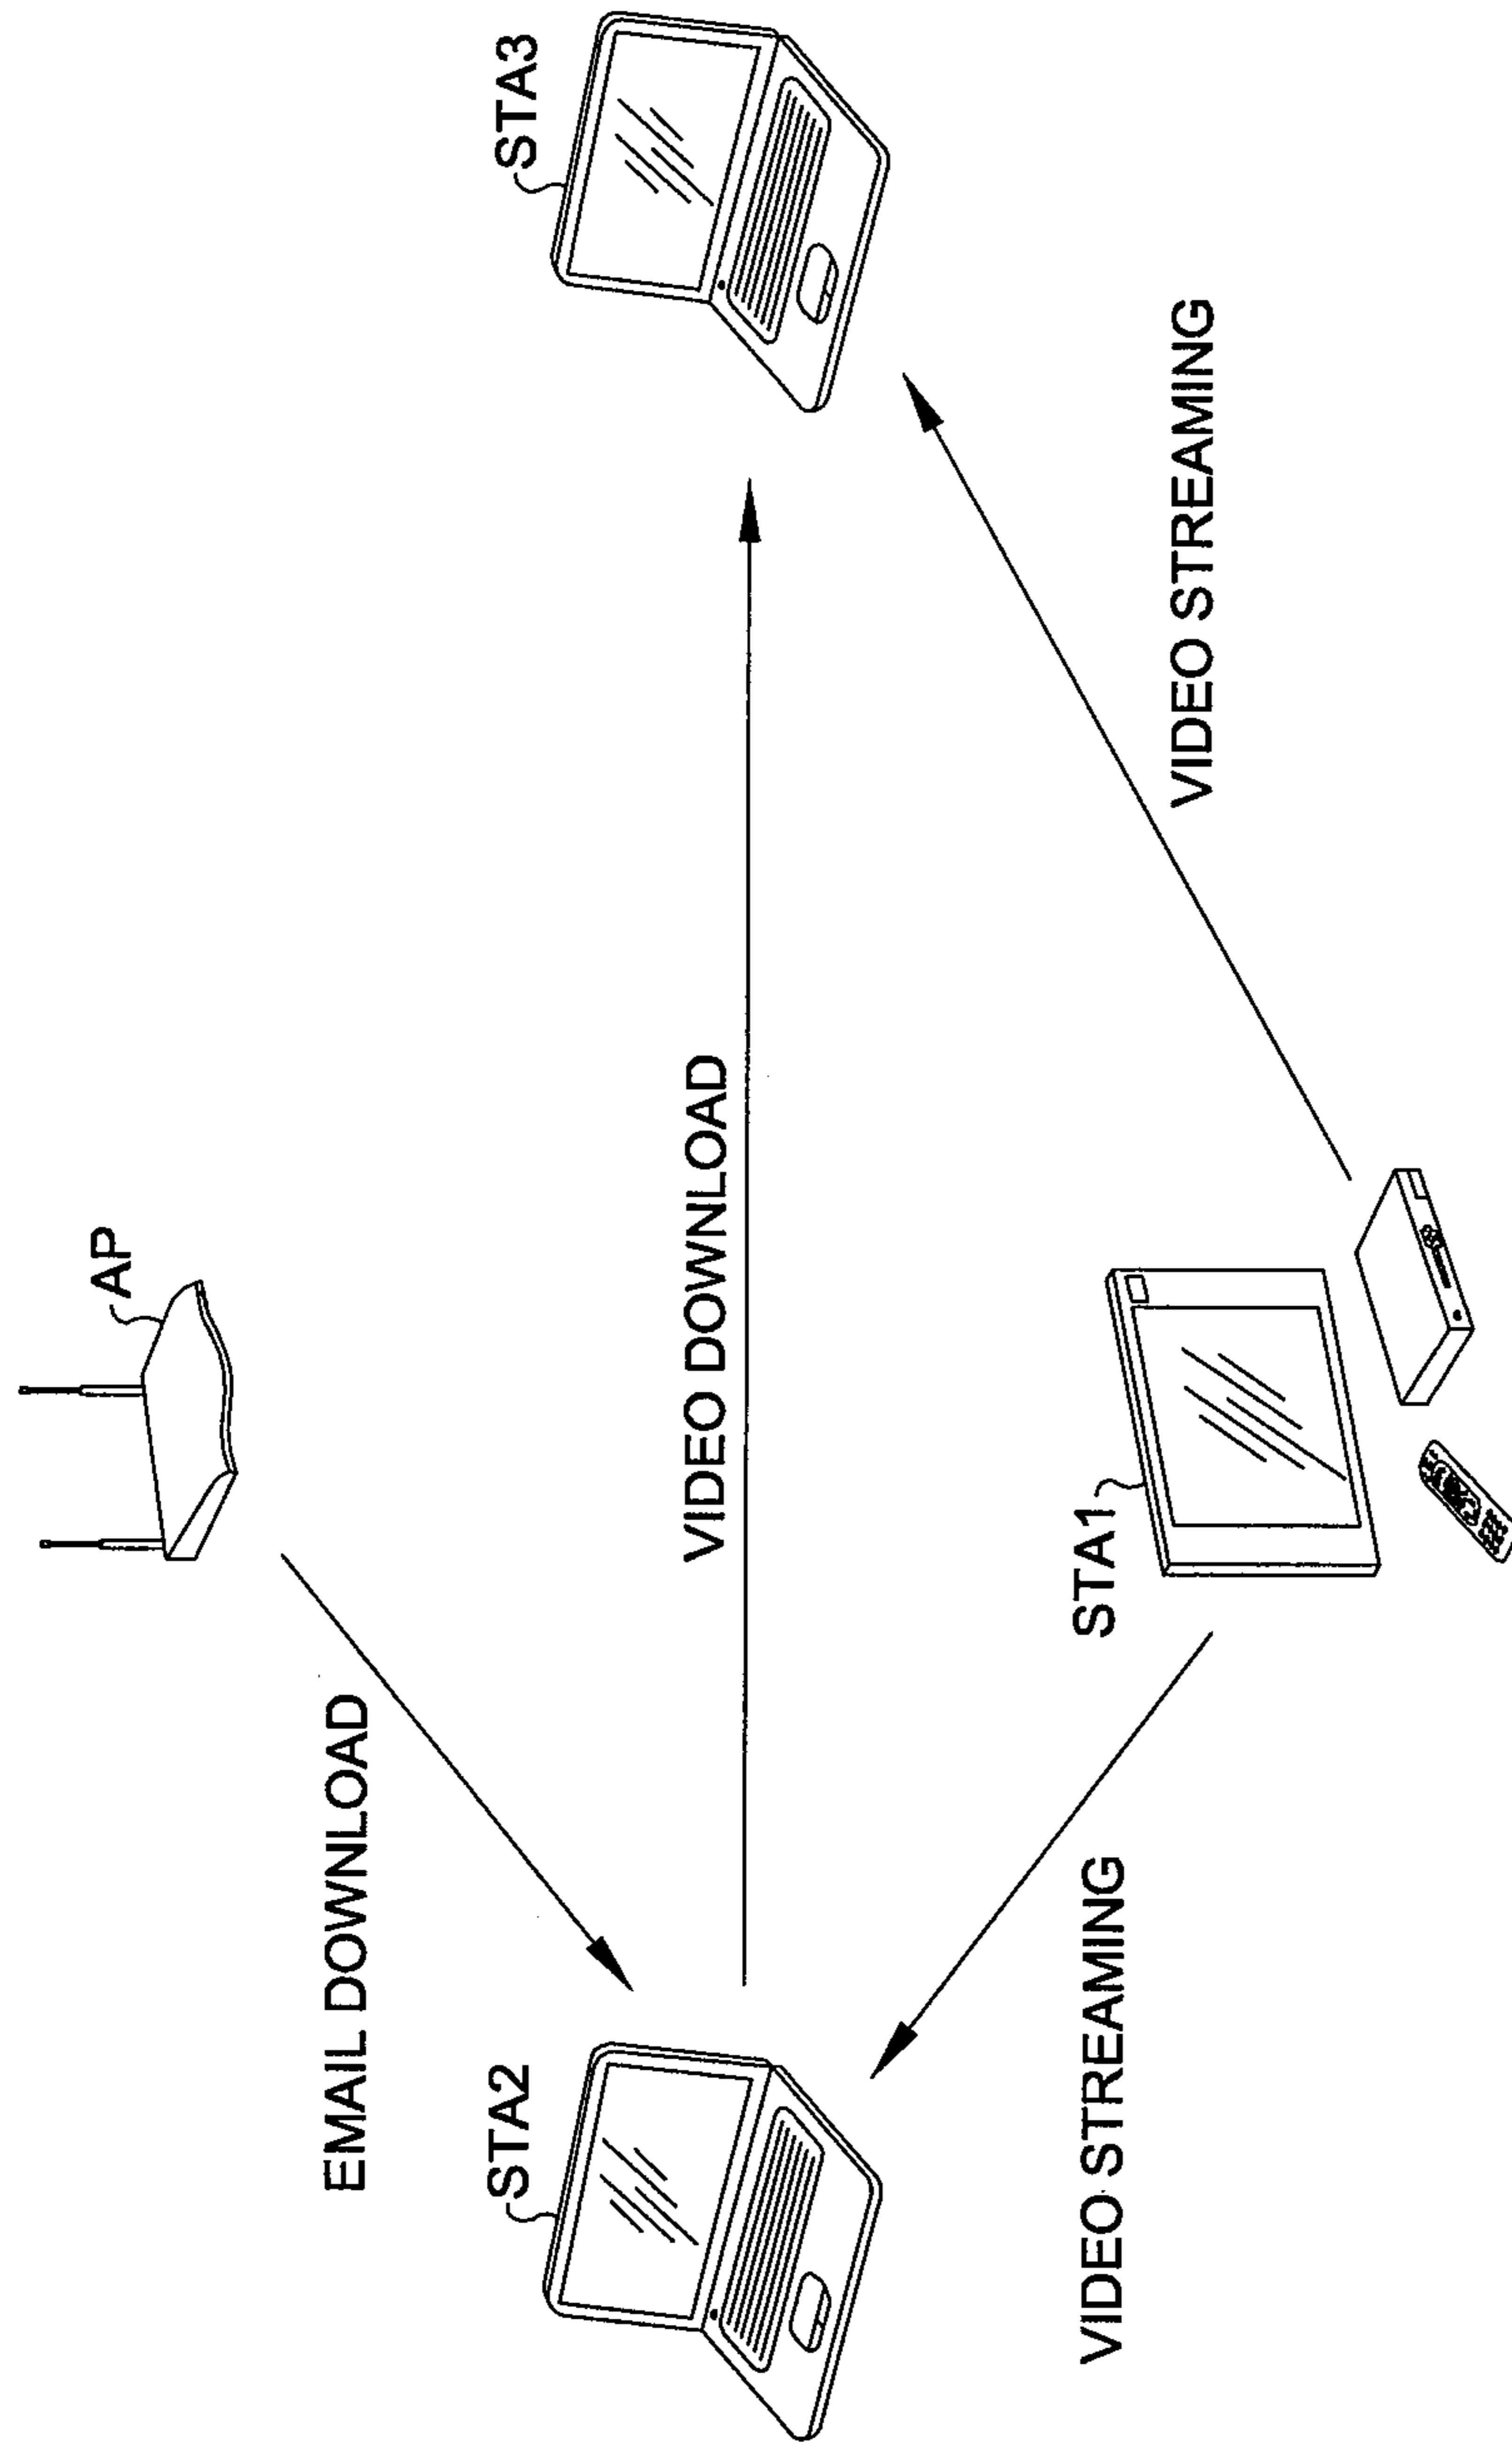 AP
EMAIL DOWNLOAD
STA2
STA3
VIDEO DOWNLOAD
STA1
VIDEO STREAMING
VIDEO STREAMING